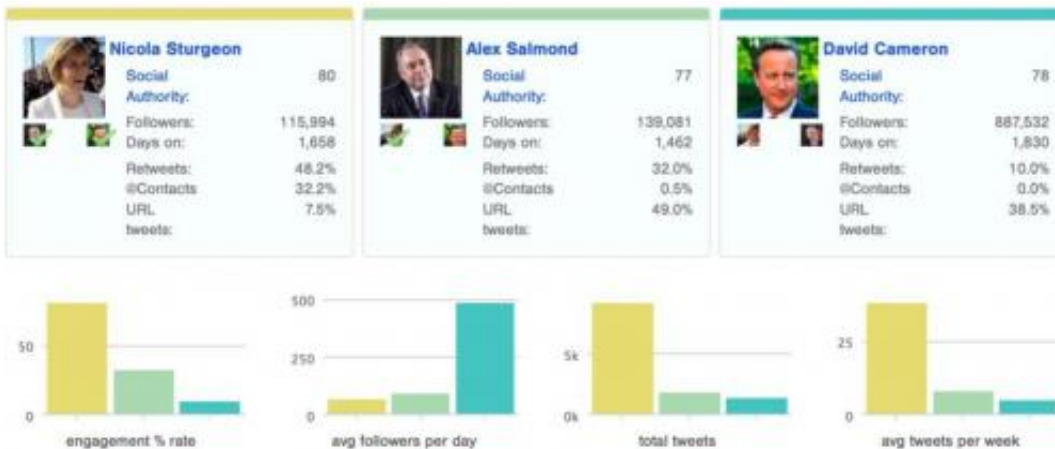 Nicola Sturgeon
Social 80
Authority:
Followers: 115,994
Days on: 1,658
Retweets: 48.2%
@Contacts 32.2%
URL 7.5%
tweets:
Alex Salmond
Social 77
Authority:
Followers: 139,081
Days on: 1,462
Retweets: 32.0%
@Contacts 0.5%
URL 49.0%
tweets:
David Cameron
Social 78
Authority:
Followers: 887,532
Days on: 1,830
Retweets: 10.0%
@Contacts 0.0%
URL 38.5%
tweets:
50
0
engagement % rate
500
250
0
avg followers per day
5k
0k
total tweets
25
0
avg tweets per week